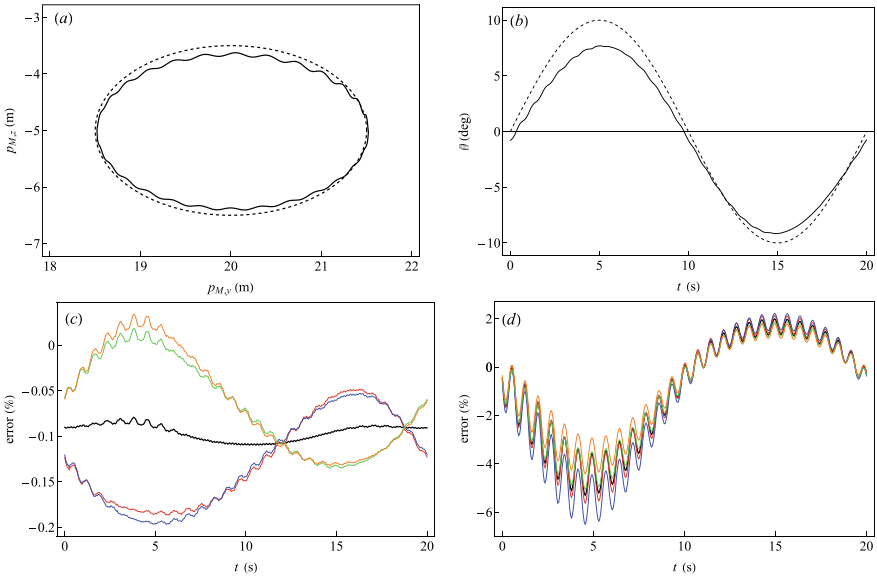 (a)
−3
−4
−5
−6
−7
p_{M,z} (m)
18 19 20 21 22
p_{M,y} (m)
(b)
10
5
0
−5
−10
θ (deg)
0 5 10 15 20
t (s)
(c)
0
−0.05
−0.1
−0.15
−0.2
error (%)
0 5 10 15 20
t (s)
(d)
2
0
−2
−4
−6
error (%)
0 5 10 15 20
t (s)